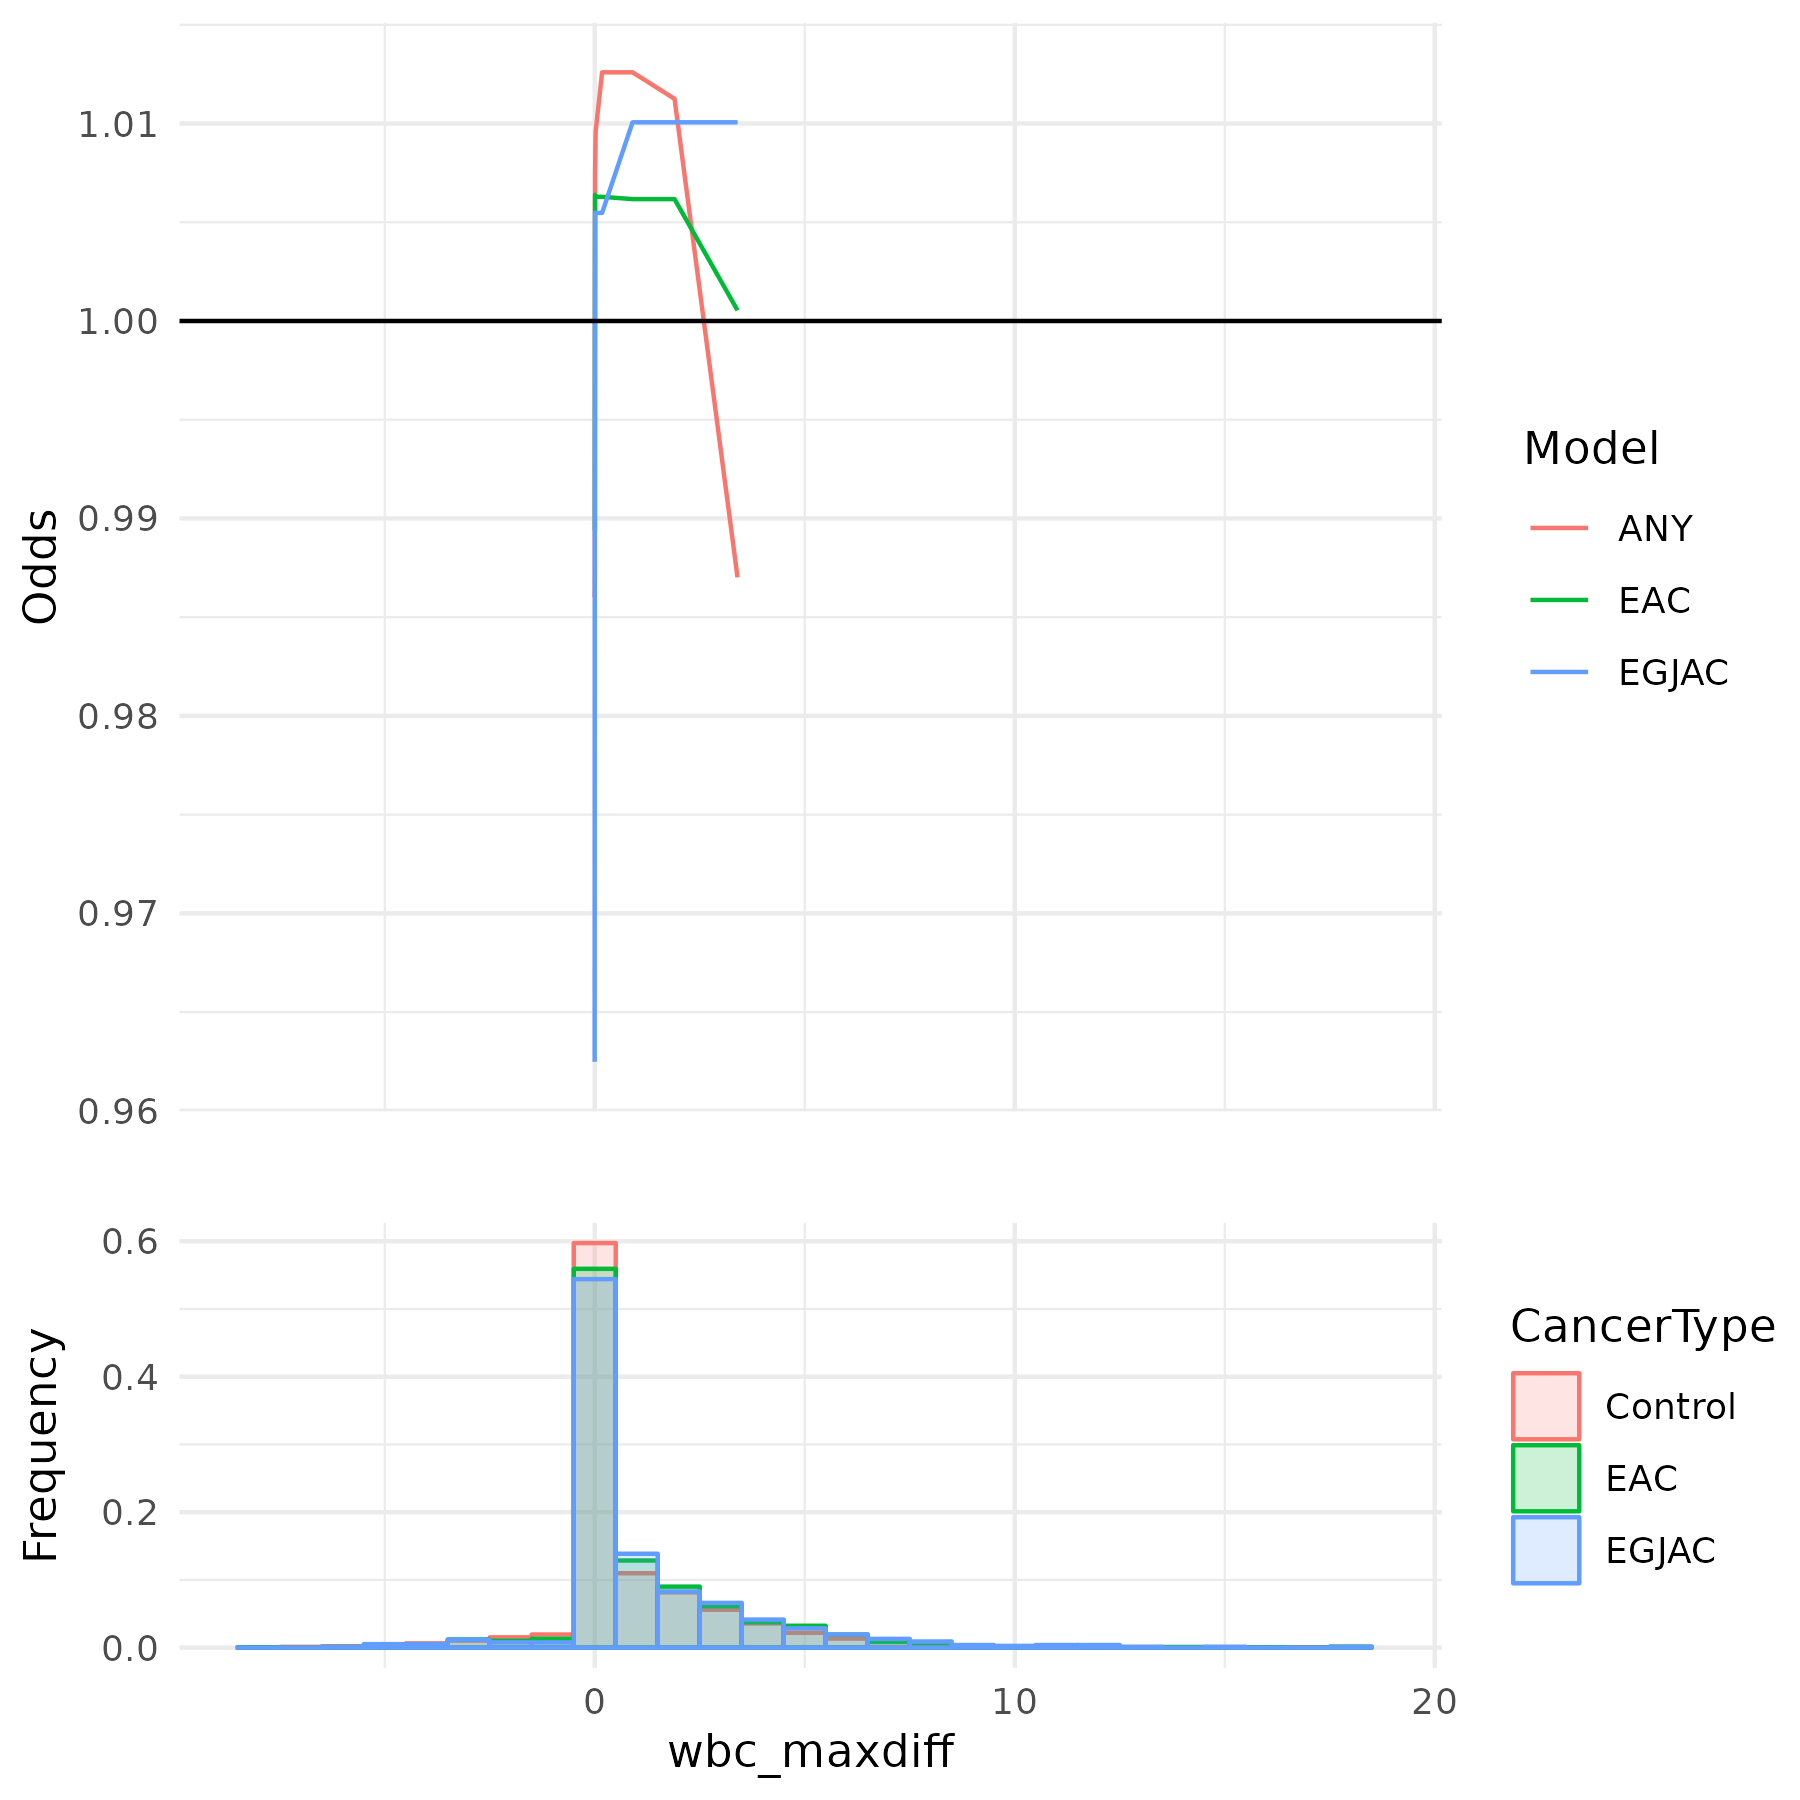 1.01
1.00
0.99
0.98
0.97
0.96
Odds
Model
ANY
EAC
EGJAC
0.6
0.4
0.2
0.0
Frequency
0
10
20
wbc_maxdiff
CancerType
Control
EAC
EGJAC